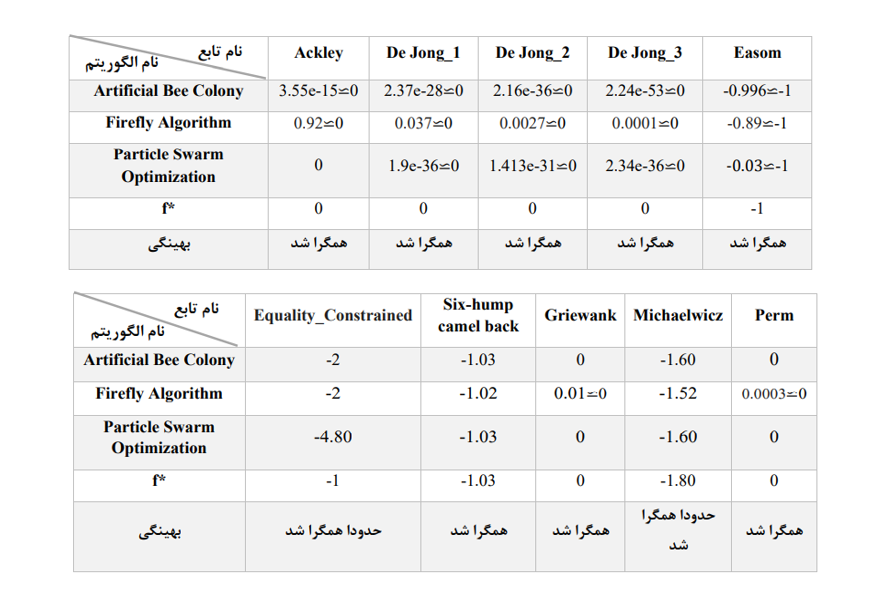 نام تابع Ackley De Jong_1 De Jong_2 De Jong_3 Easom
نام الگوریتم
Artificial Bee Colony 3.55e-15≃0 2.37e-28≃0 2.16e-36≃0 2.24e-53≃0 -0.996≃-1
Firefly Algorithm 0.92≃0 0.037≃0 0.0027≃0 0.0001≃0 -0.89≃-1
Particle Swarm
Optimization 0 1.9e-36≃0 1.413e-31≃0 2.34e-36≃0 -0.03≃-1
f* 0 0 0 0 -1
بهینگی همگرا شد همگرا شد همگرا شد همگرا شد همگرا شد
نام تابع Equality_Constrained Six-hump
camel back Griewank Michaelwicz Perm
نام الگوریتم
Artificial Bee Colony -2 -1.03 0 -1.60 0
Firefly Algorithm -2 -1.02 0.01≃0 -1.52 0.0003≃0
Particle Swarm
Optimization -4.80 -1.03 0 -1.60 0
f* -1 -1.03 0 -1.80 0
بهینگی حدودا همگرا شد همگرا شد همگرا شد حدودا همگرا
شد همگرا شد